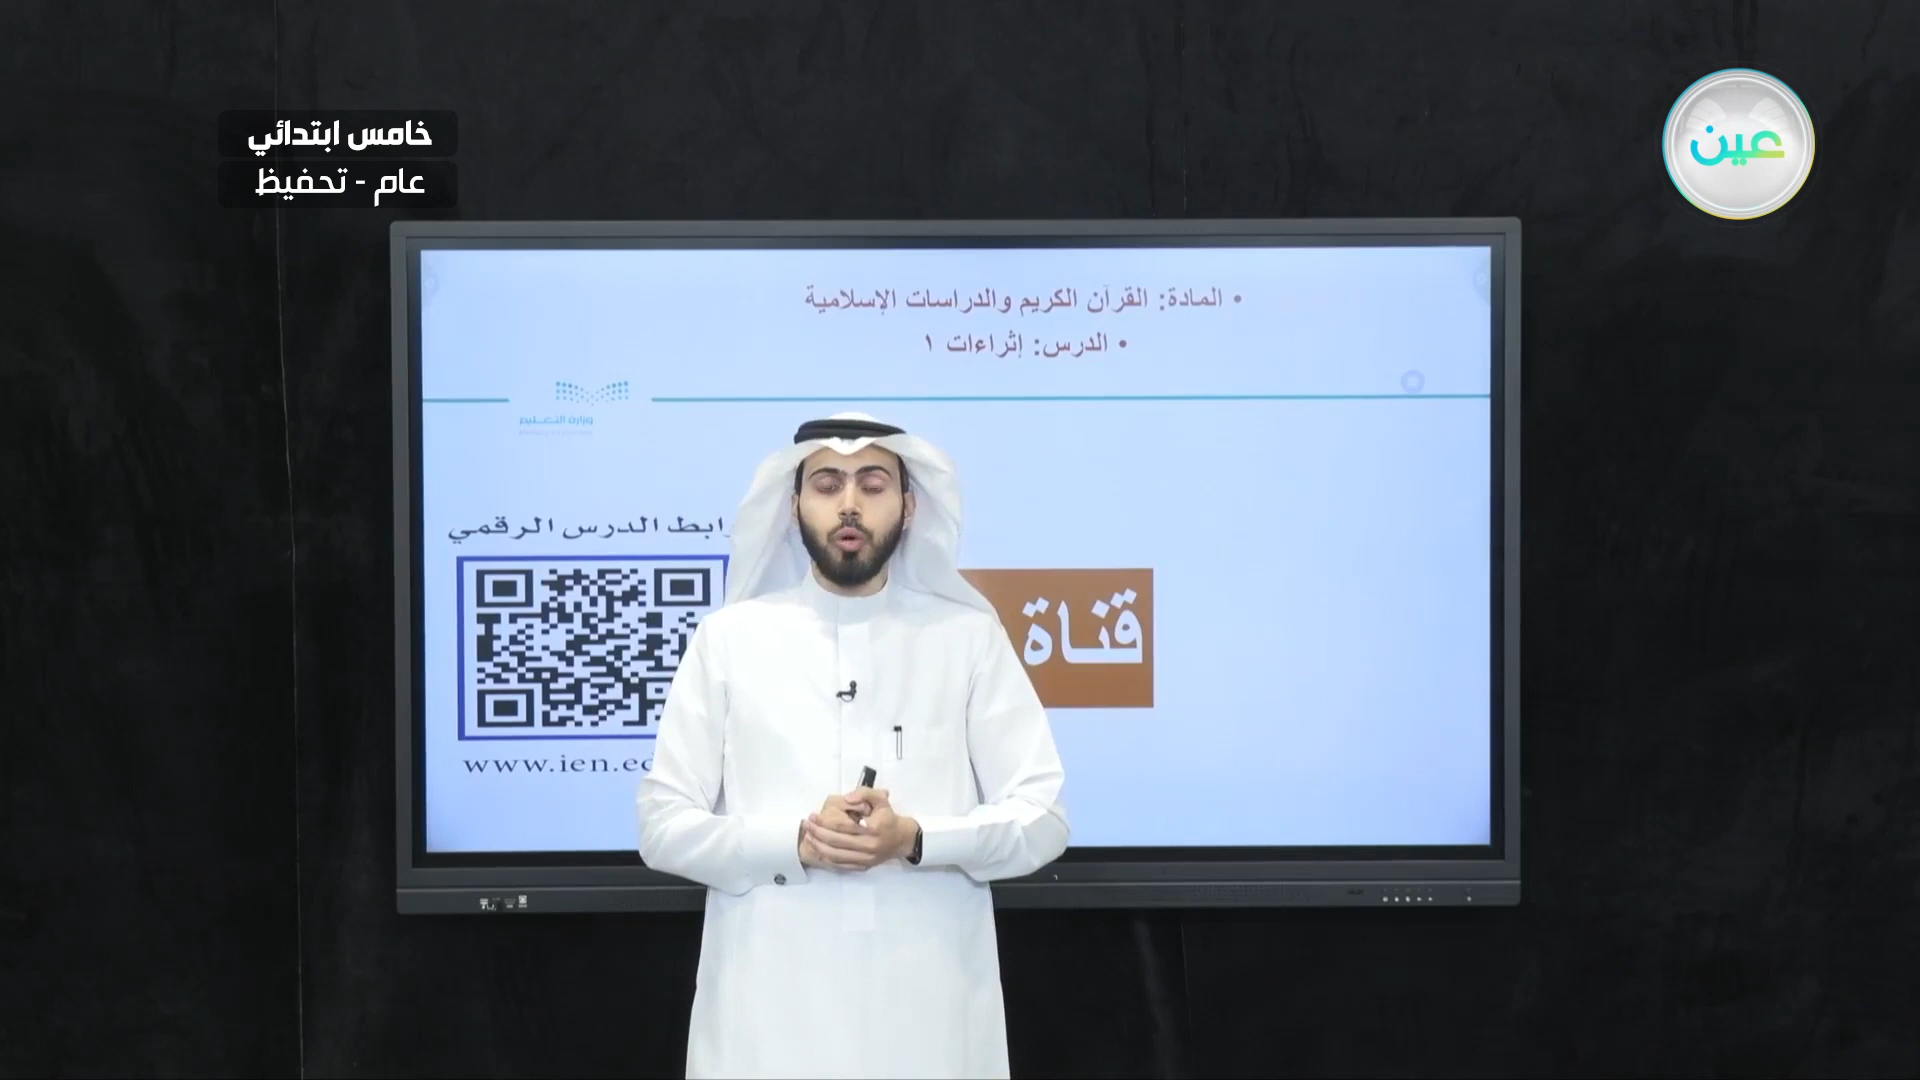 خامس ابتدائي
عام - تحفيظ
عين
• المادة: القرآن الكريم والدراسات الإسلامية
• الدرس: إثراءات ١
وزارة التعليم
رابط الدرس الرقمي
قناة
www.ien.ed